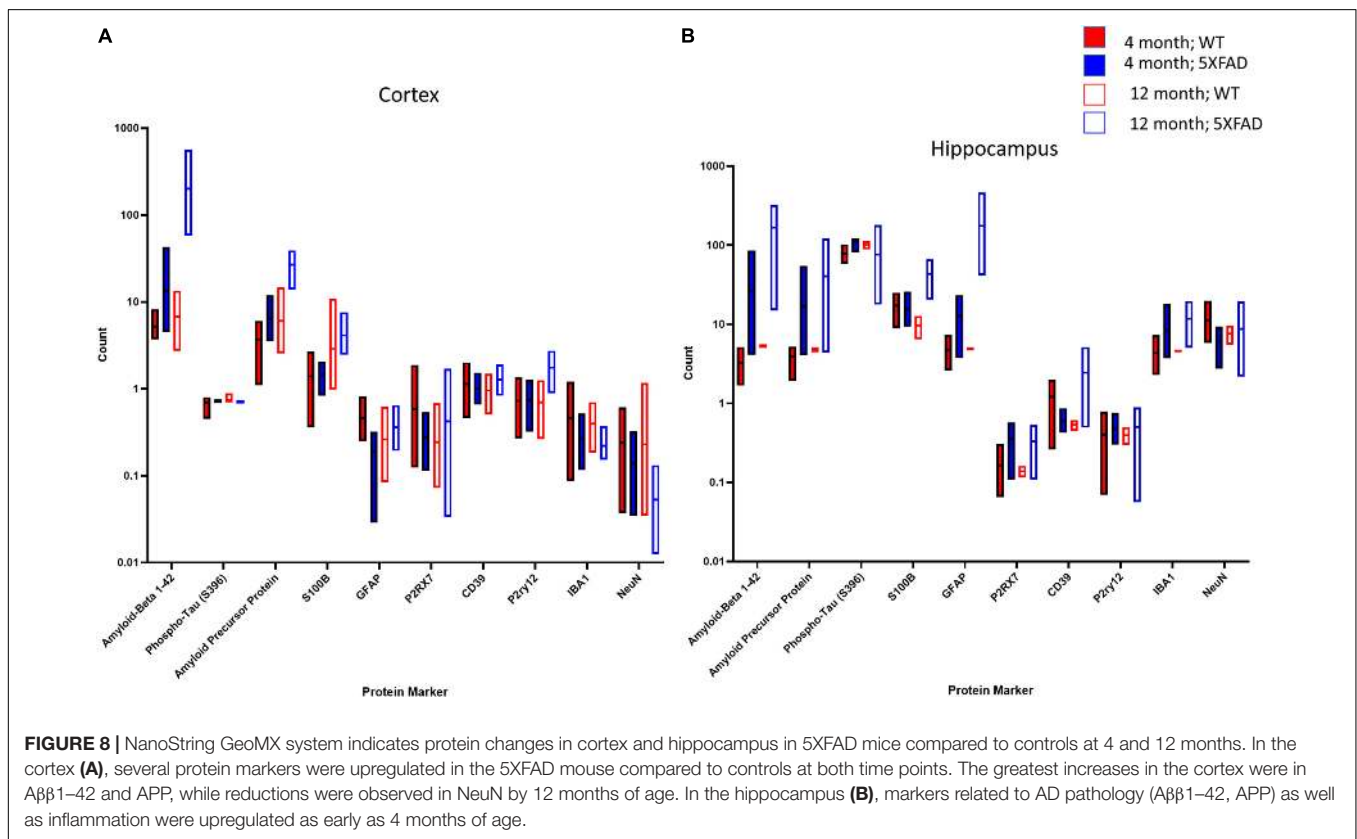 A
B
4 month; WT
4 month; 5XFAD
12 month; WT
12 month; 5XFAD
Cortex
1000
100
10
1
0.1
0.01
Count
Amyloid-Beta 1-42
Phospho-Tau (S396)
Amyloid Precursor Protein
S100B
GFAP
P2RX7
CD39
P2ry12
IBA1
NeuN
Protein Marker
Hippocampus
1000
100
10
1
0.1
0.01
Count
Amyloid-Beta 1-42
Amyloid Precursor Protein
Phospho-Tau (S396)
S100B
GFAP
P2RX7
CD39
P2ry12
IBA1
NeuN
Protein Marker
FIGURE 8 | NanoString GeoMX system indicates protein changes in cortex and hippocampus in 5XFAD mice compared to controls at 4 and 12 months. In the
cortex (A), several protein markers were upregulated in the 5XFAD mouse compared to controls at both time points. The greatest increases in the cortex were in
Aββ1–42 and APP, while reductions were observed in NeuN by 12 months of age. In the hippocampus (B), markers related to AD pathology (Aββ1–42, APP) as well
as inflammation were upregulated as early as 4 months of age.